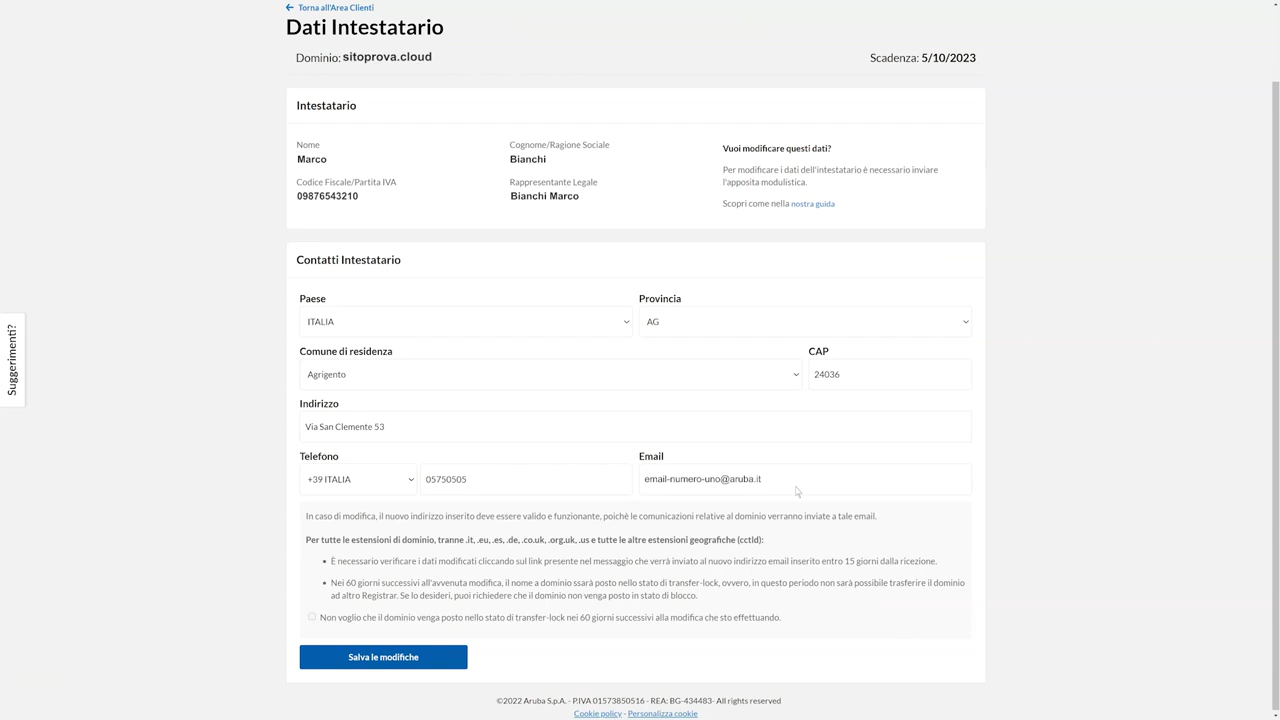 Torna all'Area Clienti
Dati Intestatario
Dominio: sitoprova.cloud
Scadenza: 5/10/2023
Intestatario
Nome
Marco
Cognome/Ragione Sociale
Bianchi
Codice Fiscale/Partita IVA
09876543210
Rappresentante Legale
Bianchi Marco
Vuoi modificare questi dati?
Per modificare i dati dell'intestatario è necessario inviare
l'apposita modulistica.
Scopri come nella nostra guida
Contatti Intestatario
Paese
ITALIA
Provincia
AG
Comune di residenza
Agrigento
CAP
24036
Indirizzo
Via San Clemente 53
Telefono
+39 ITALIA
05750505
Email
email-numero-uno@aruba.it
In caso di modifica, il nuovo indirizzo inserito deve essere valido e funzionante, poichè le comunicazioni relative al dominio verranno inviate a tale email.
Per tutte le estensioni di dominio, tranne .it, .eu, .es, .de, .co.uk, .org.uk, .us e tutte le altre estensioni geografiche (cctld):
• È necessario verificare i dati modificati cliccando sul link presente nel messaggio che verrà inviato al nuovo indirizzo email inserito entro 15 giorni dalla ricezione.
• Nei 60 giorni successivi all'avvenuta modifica, il nome a dominio ssarà posto nello stato di transfer-lock, ovvero, in questo periodo non sarà possibile trasferire il dominio
ad altro Registrar. Se lo desideri, puoi richiedere che il dominio non venga posto in stato di blocco.
Non voglio che il dominio venga posto nello stato di transfer-lock nei 60 giorni successivi alla modifica che sto effettuando.
Salva le modifiche
Suggerimenti?
©2022 Aruba S.p.A. - P.IVA 01573850516 - REA: BG-434483- All rights reserved
Cookie policy - Personalizza cookie